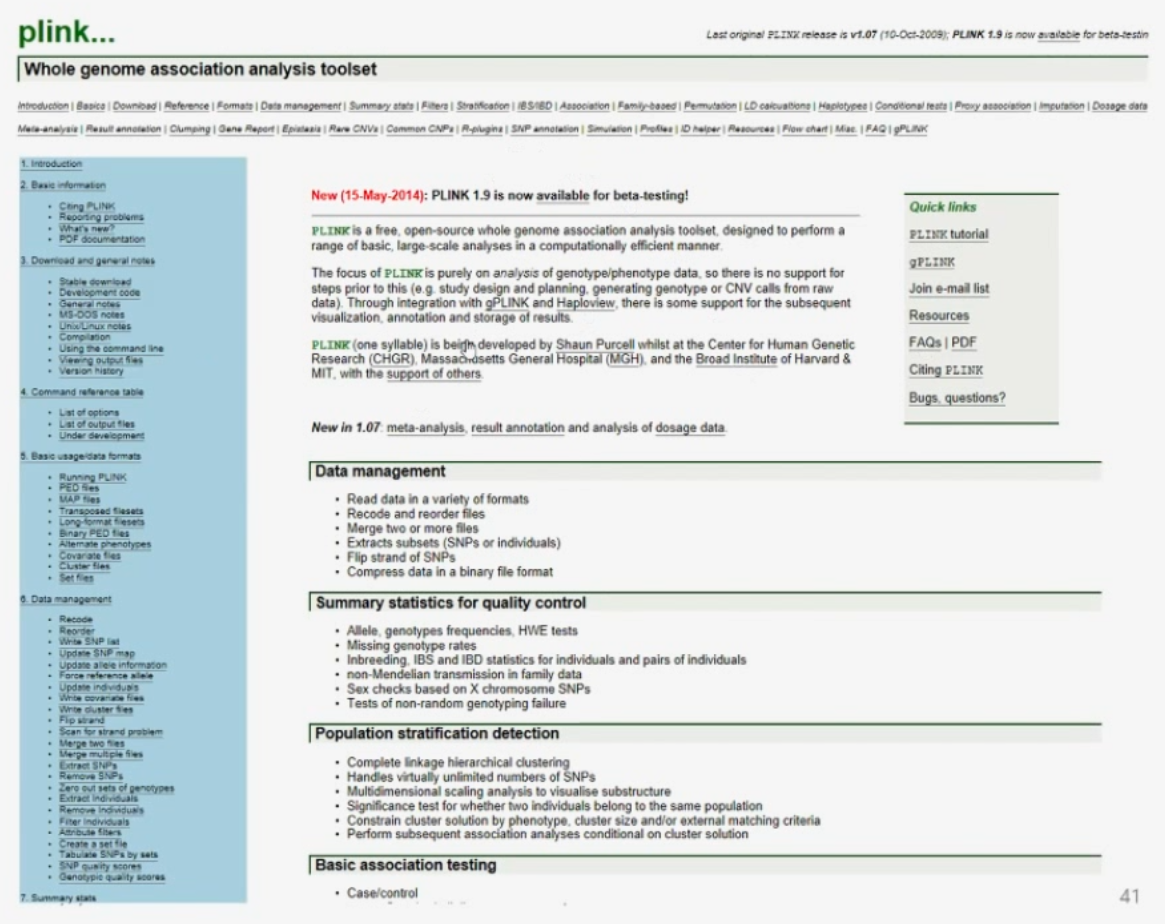 plink...
Last original PLINK release is v1.07 (10-Oct-2009); PLINK 1.9 is now available for beta-testin
Whole genome association analysis toolset
Introduction | Basics | Download | Reference | Formats | Data management | Summary stats | Filters | Stratification | IBS/IBD | Association | Family-based | Permutation | LD calcualtions | Haplotypes | Conditional tests | Proxy association | Imputation | Dosage data
Meta-analysis | Result annotation | Clumping | Gene Report | Epistasis | Rare CNVs | Common CNPs | R-plugins | SNP annotation | Simulation | Profiles | ID helper | Resources | Flow chart | Misc. | FAQ | gPLINK
1. Introduction
2. Basic information
• Citing PLINK
• Reporting problems
• What's new?
• PDF documentation
3. Download and general notes
• Stable download
• Development code
• General notes
• MS-DOS notes
• Unix/Linux notes
• Compilation
• Using the command line
• Viewing output files
• Version history
4. Command reference table
• List of options
• List of output files
• Under development
5. Basic usage/data formats
• Running PLINK
• PED files
• MAP files
• Transposed filesets
• Long-format filesets
• Binary PED files
• Alternate phenotypes
• Covariate files
• Cluster files
• Set files
6. Data management
• Recode
• Reorder
• Write SNP list
• Update SNP map
• Update allele information
• Force reference allele
• Update individuals
• Write covariate files
• Write cluster files
• Flip strand
• Scan for strand problem
• Merge two files
• Merge multiple files
• Extract SNPs
• Remove SNPs
• Zero out sets of genotypes
• Extract Individuals
• Remove Individuals
• Filter Individuals
• Attribute filters
• Create a set file
• Tabulate SNPs by sets
• SNP quality scores
• Genotypic quality scores
7. Summary stats
New (15-May-2014): PLINK 1.9 is now available for beta-testing!
PLINK is a free, open-source whole genome association analysis toolset, designed to perform a
range of basic, large-scale analyses in a computationally efficient manner.
The focus of PLINK is purely on analysis of genotype/phenotype data, so there is no support for
steps prior to this (e.g. study design and planning, generating genotype or CNV calls from raw
data). Through integration with gPLINK and Haploview, there is some support for the subsequent
visualization, annotation and storage of results.
PLINK (one syllable) is being developed by Shaun Purcell whilst at the Center for Human Genetic
Research (CHGR), Massachusetts General Hospital (MGH), and the Broad Institute of Harvard &
MIT, with the support of others.
New in 1.07: meta-analysis, result annotation and analysis of dosage data.
Data management
• Read data in a variety of formats
• Recode and reorder files
• Merge two or more files
• Extracts subsets (SNPs or individuals)
• Flip strand of SNPs
• Compress data in a binary file format
Summary statistics for quality control
• Allele, genotypes frequencies, HWE tests
• Missing genotype rates
• Inbreeding, IBS and IBD statistics for individuals and pairs of individuals
• non-Mendelian transmission in family data
• Sex checks based on X chromosome SNPs
• Tests of non-random genotyping failure
Population stratification detection
• Complete linkage hierarchical clustering
• Handles virtually unlimited numbers of SNPs
• Multidimensional scaling analysis to visualise substructure
• Significance test for whether two individuals belong to the same population
• Constrain cluster solution by phenotype, cluster size and/or external matching criteria
• Perform subsequent association analyses conditional on cluster solution
Basic association testing
• Case/control
Quick links
PLINK tutorial
gPLINK
Join e-mail list
Resources
FAQs | PDF
Citing PLINK
Bugs, questions?
41